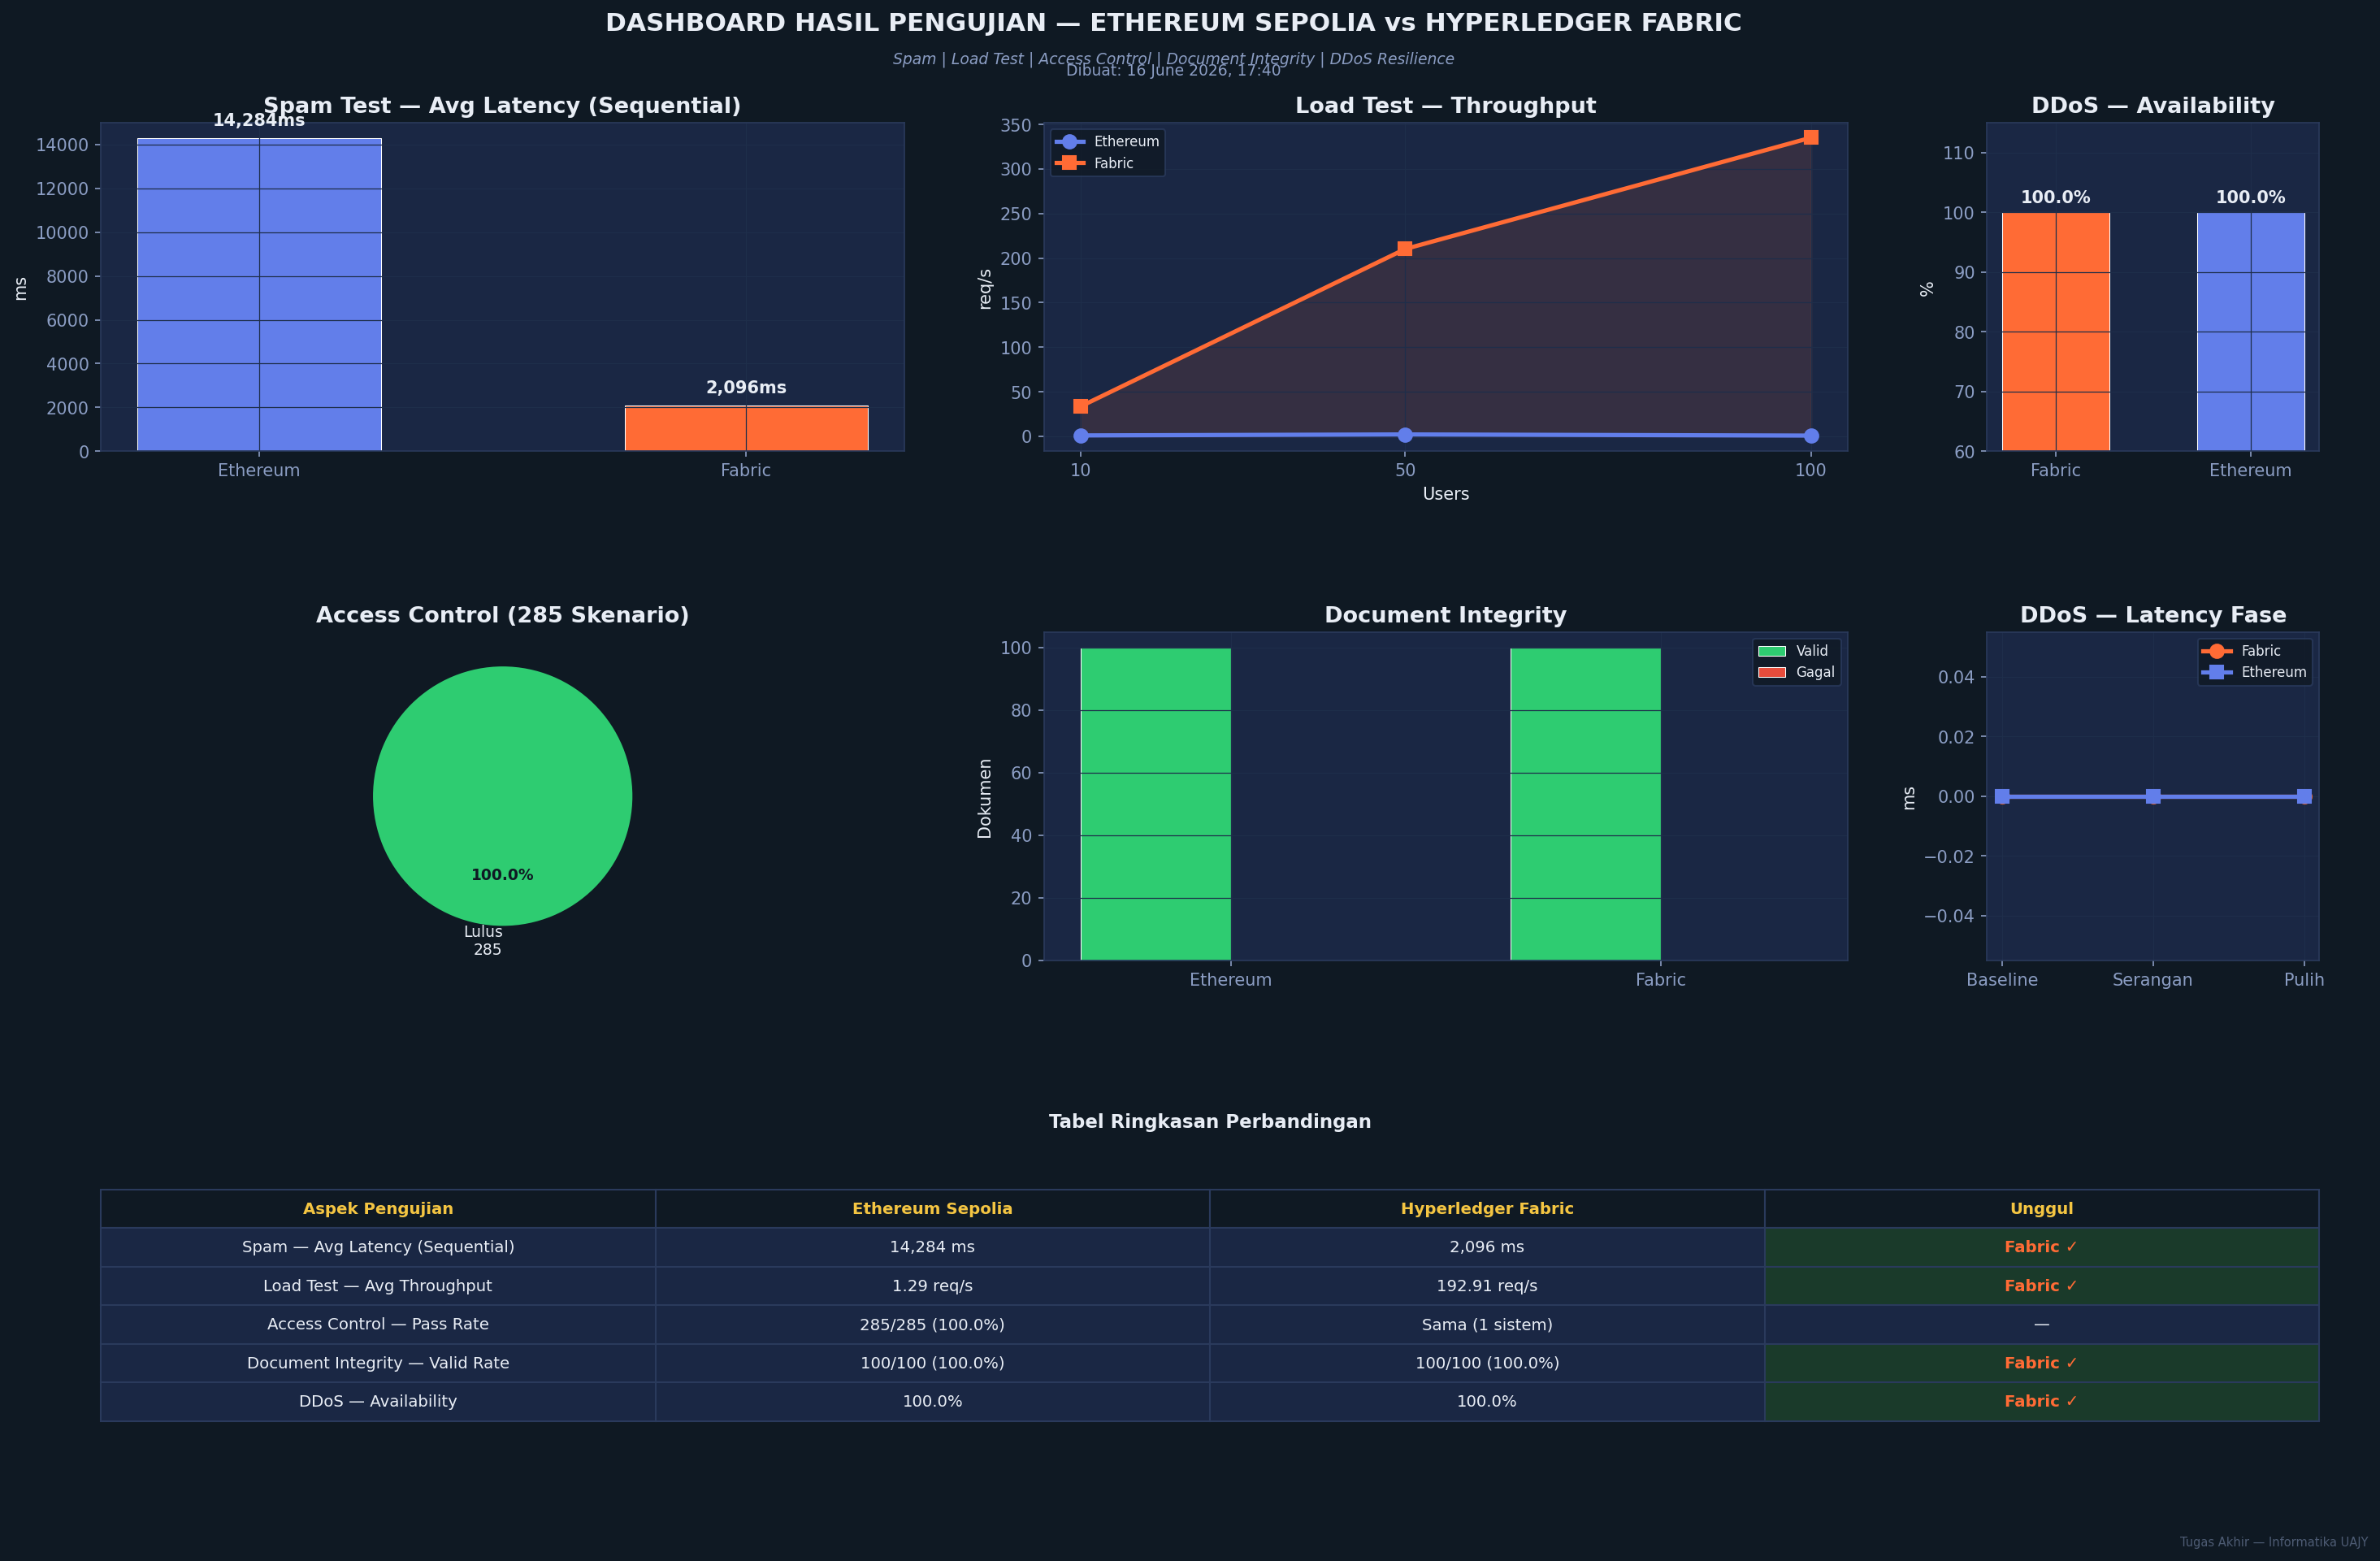 DASHBOARD HASIL PENGUJIAN — ETHEREUM SEPOLIA vs HYPERLEDGER FABRIC
Spam | Load Test | Access Control | Document Integrity | DDoS Resilience
Dibuat: 16 June 2026, 17:40
Spam Test — Avg Latency (Sequential)
14,284ms
2,096ms
14000
12000
10000
8000
6000
4000
2000
0
ms
Ethereum
Fabric
Load Test — Throughput
Ethereum
Fabric
350
300
250
200
150
100
50
0
req/s
10
50
100
Users
DDoS — Availability
100.0%
100.0%
110
100
90
80
70
60
%
Fabric
Ethereum
Access Control (285 Skenario)
100.0%
Lulus
285
Document Integrity
Valid
Gagal
100
80
60
40
20
0
Dokumen
Ethereum
Fabric
DDoS — Latency Fase
Fabric
Ethereum
0.04
0.02
0.00
−0.02
−0.04
ms
Baseline
Serangan
Pulih
Tabel Ringkasan Perbandingan
Aspek Pengujian Ethereum Sepolia Hyperledger Fabric Unggul
Spam — Avg Latency (Sequential) 14,284 ms 2,096 ms Fabric ✓
Load Test — Avg Throughput 1.29 req/s 192.91 req/s Fabric ✓
Access Control — Pass Rate 285/285 (100.0%) Sama (1 sistem) —
Document Integrity — Valid Rate 100/100 (100.0%) 100/100 (100.0%) Fabric ✓
DDoS — Availability 100.0% 100.0% Fabric ✓
Tugas Akhir — Informatika UAJY